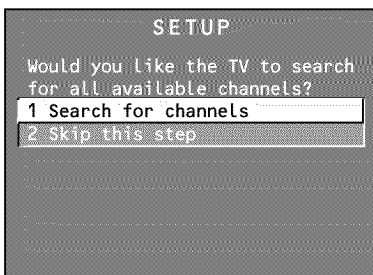 SETUP
Would you like the TV to search
for all available channels?
1 Search for channels
2 Skip this step